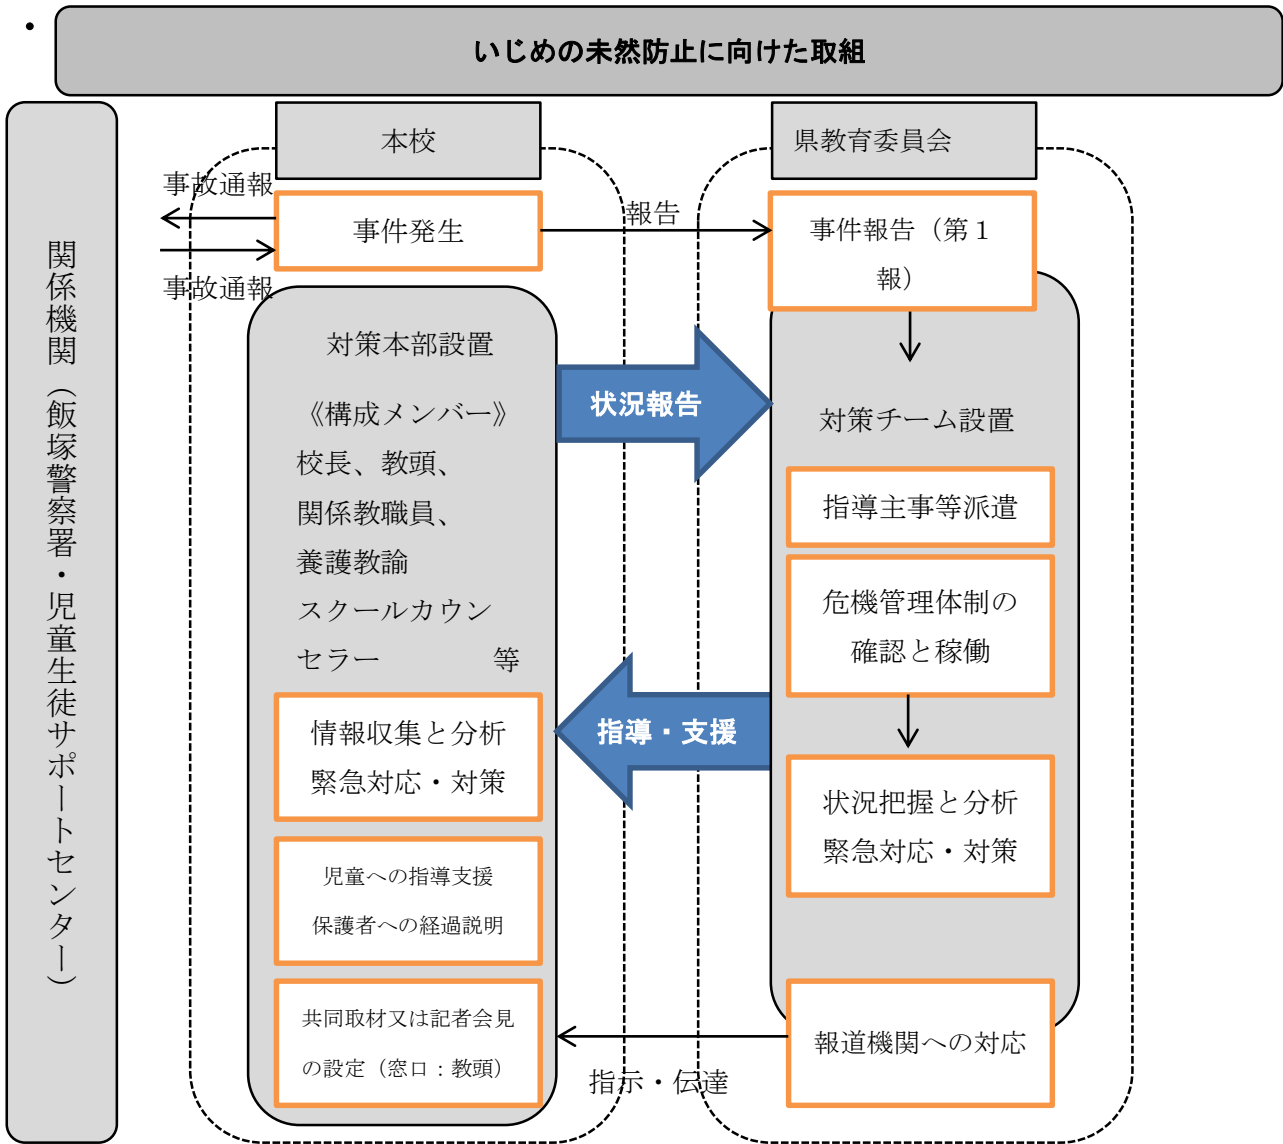 ・
いじめの未然防止に向けた取組
関係機関（飯塚警察署・児童生徒サポートセンター）
本校
事故通報
事件発生
事故通報
報告
対策本部設置
《構成メンバー》
校長、教頭、
関係教職員、
養護教諭
スクールカウン
セラー　　　　等
情報収集と分析
緊急対応・対策
児童への指導支援
保護者への経過説明
共同取材又は記者会見
の設定（窓口：教頭）
状況報告
指導・支援
指示・伝達
県教育委員会
事件報告（第１
報）
対策チーム設置
指導主事等派遣
危機管理体制の
確認と稼働
状況把握と分析
緊急対応・対策
報道機関への対応